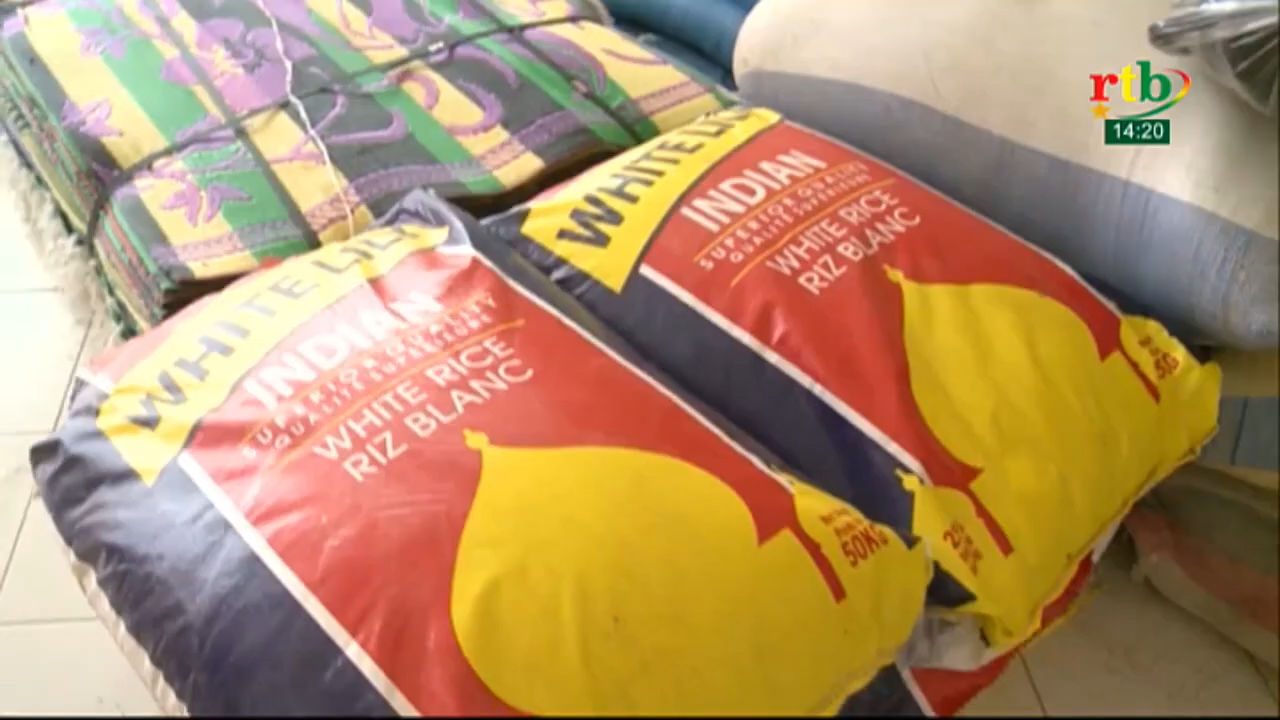 rtb
14:20
WHITE LILY
INDIAN
SUPERIOR QUALITY
QUALITE SUPERIEURE
WHITE RICE
RIZ BLANC
50KG
WHITE LIL
INDIAN
SUPERIOR QUALITY
QUALITE SUPERIEURE
WHITE RICE
RIZ BLANC